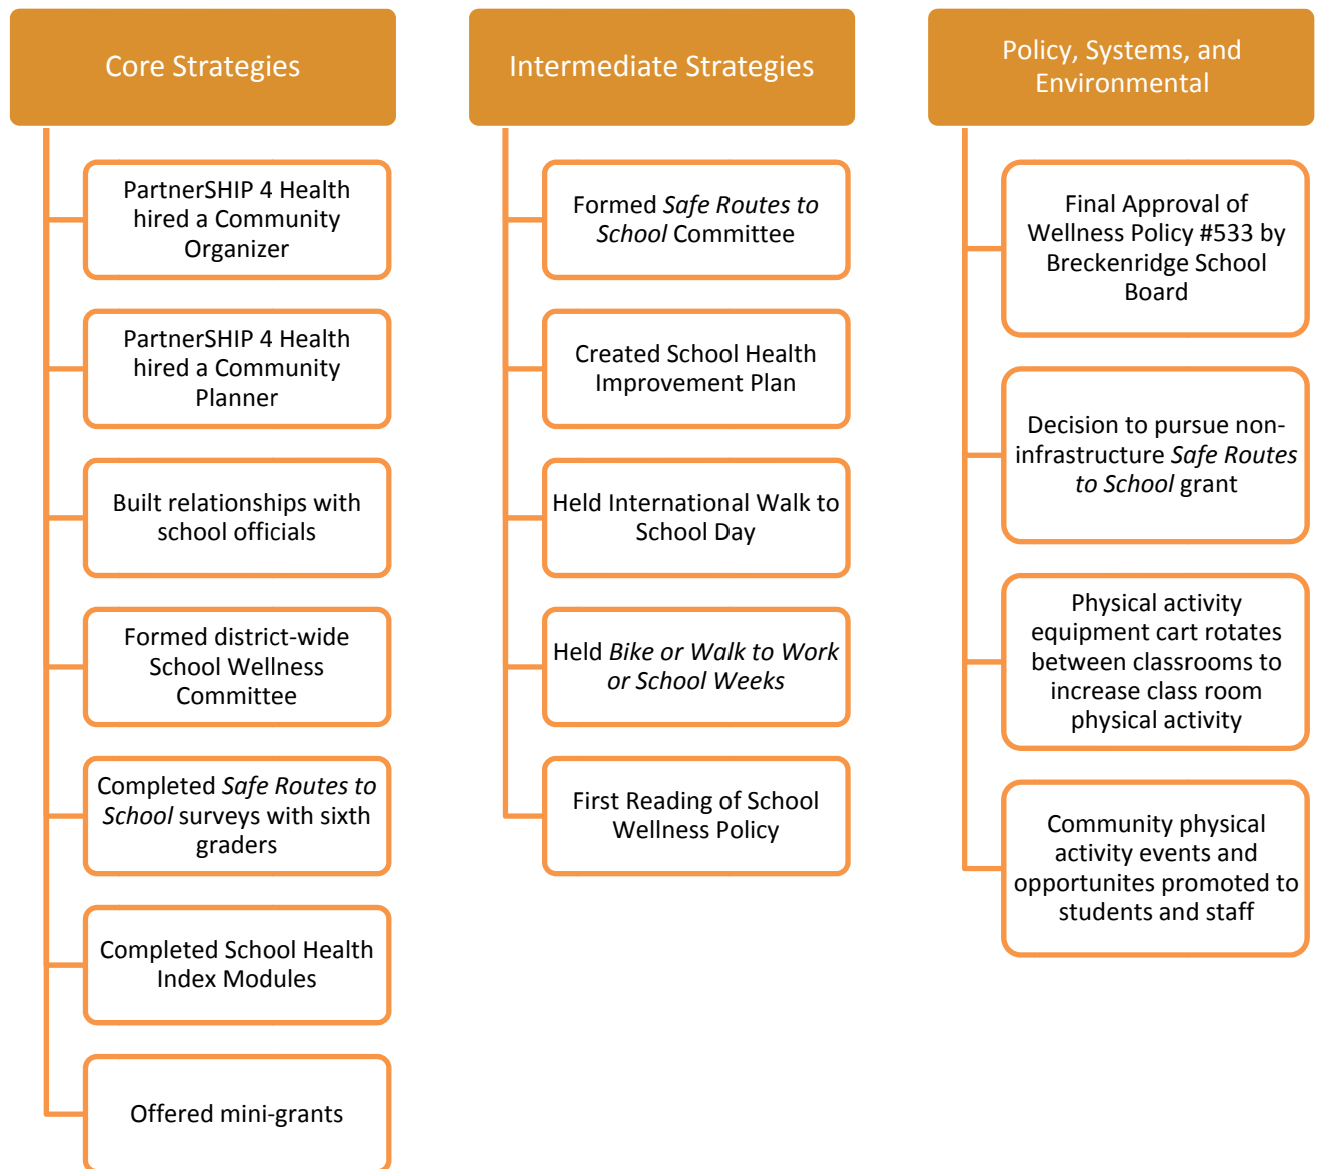 Core Strategies
PartnerSHIP 4 Health
hired a Community
Organizer
PartnerSHIP 4 Health
hired a Community
Planner
Built relationships with
school officials
Formed district-wide
School Wellness
Committee
Completed Safe Routes to
School surveys with sixth
graders
Completed School Health
Index Modules
Offered mini-grants
Intermediate Strategies
Formed Safe Routes to
School Committee
Created School Health
Improvement Plan
Held International Walk to
School Day
Held Bike or Walk to Work
or School Weeks
First Reading of School
Wellness Policy
Policy, Systems, and
Environmental
Final Approval of
Wellness Policy #533 by
Breckenridge School
Board
Decision to pursue non-
infrastructure Safe Routes
to School grant
Physical activity
equipment cart rotates
between classrooms to
increase class room
physical activity
Community physical
activity events and
opportunites promoted to
students and staff